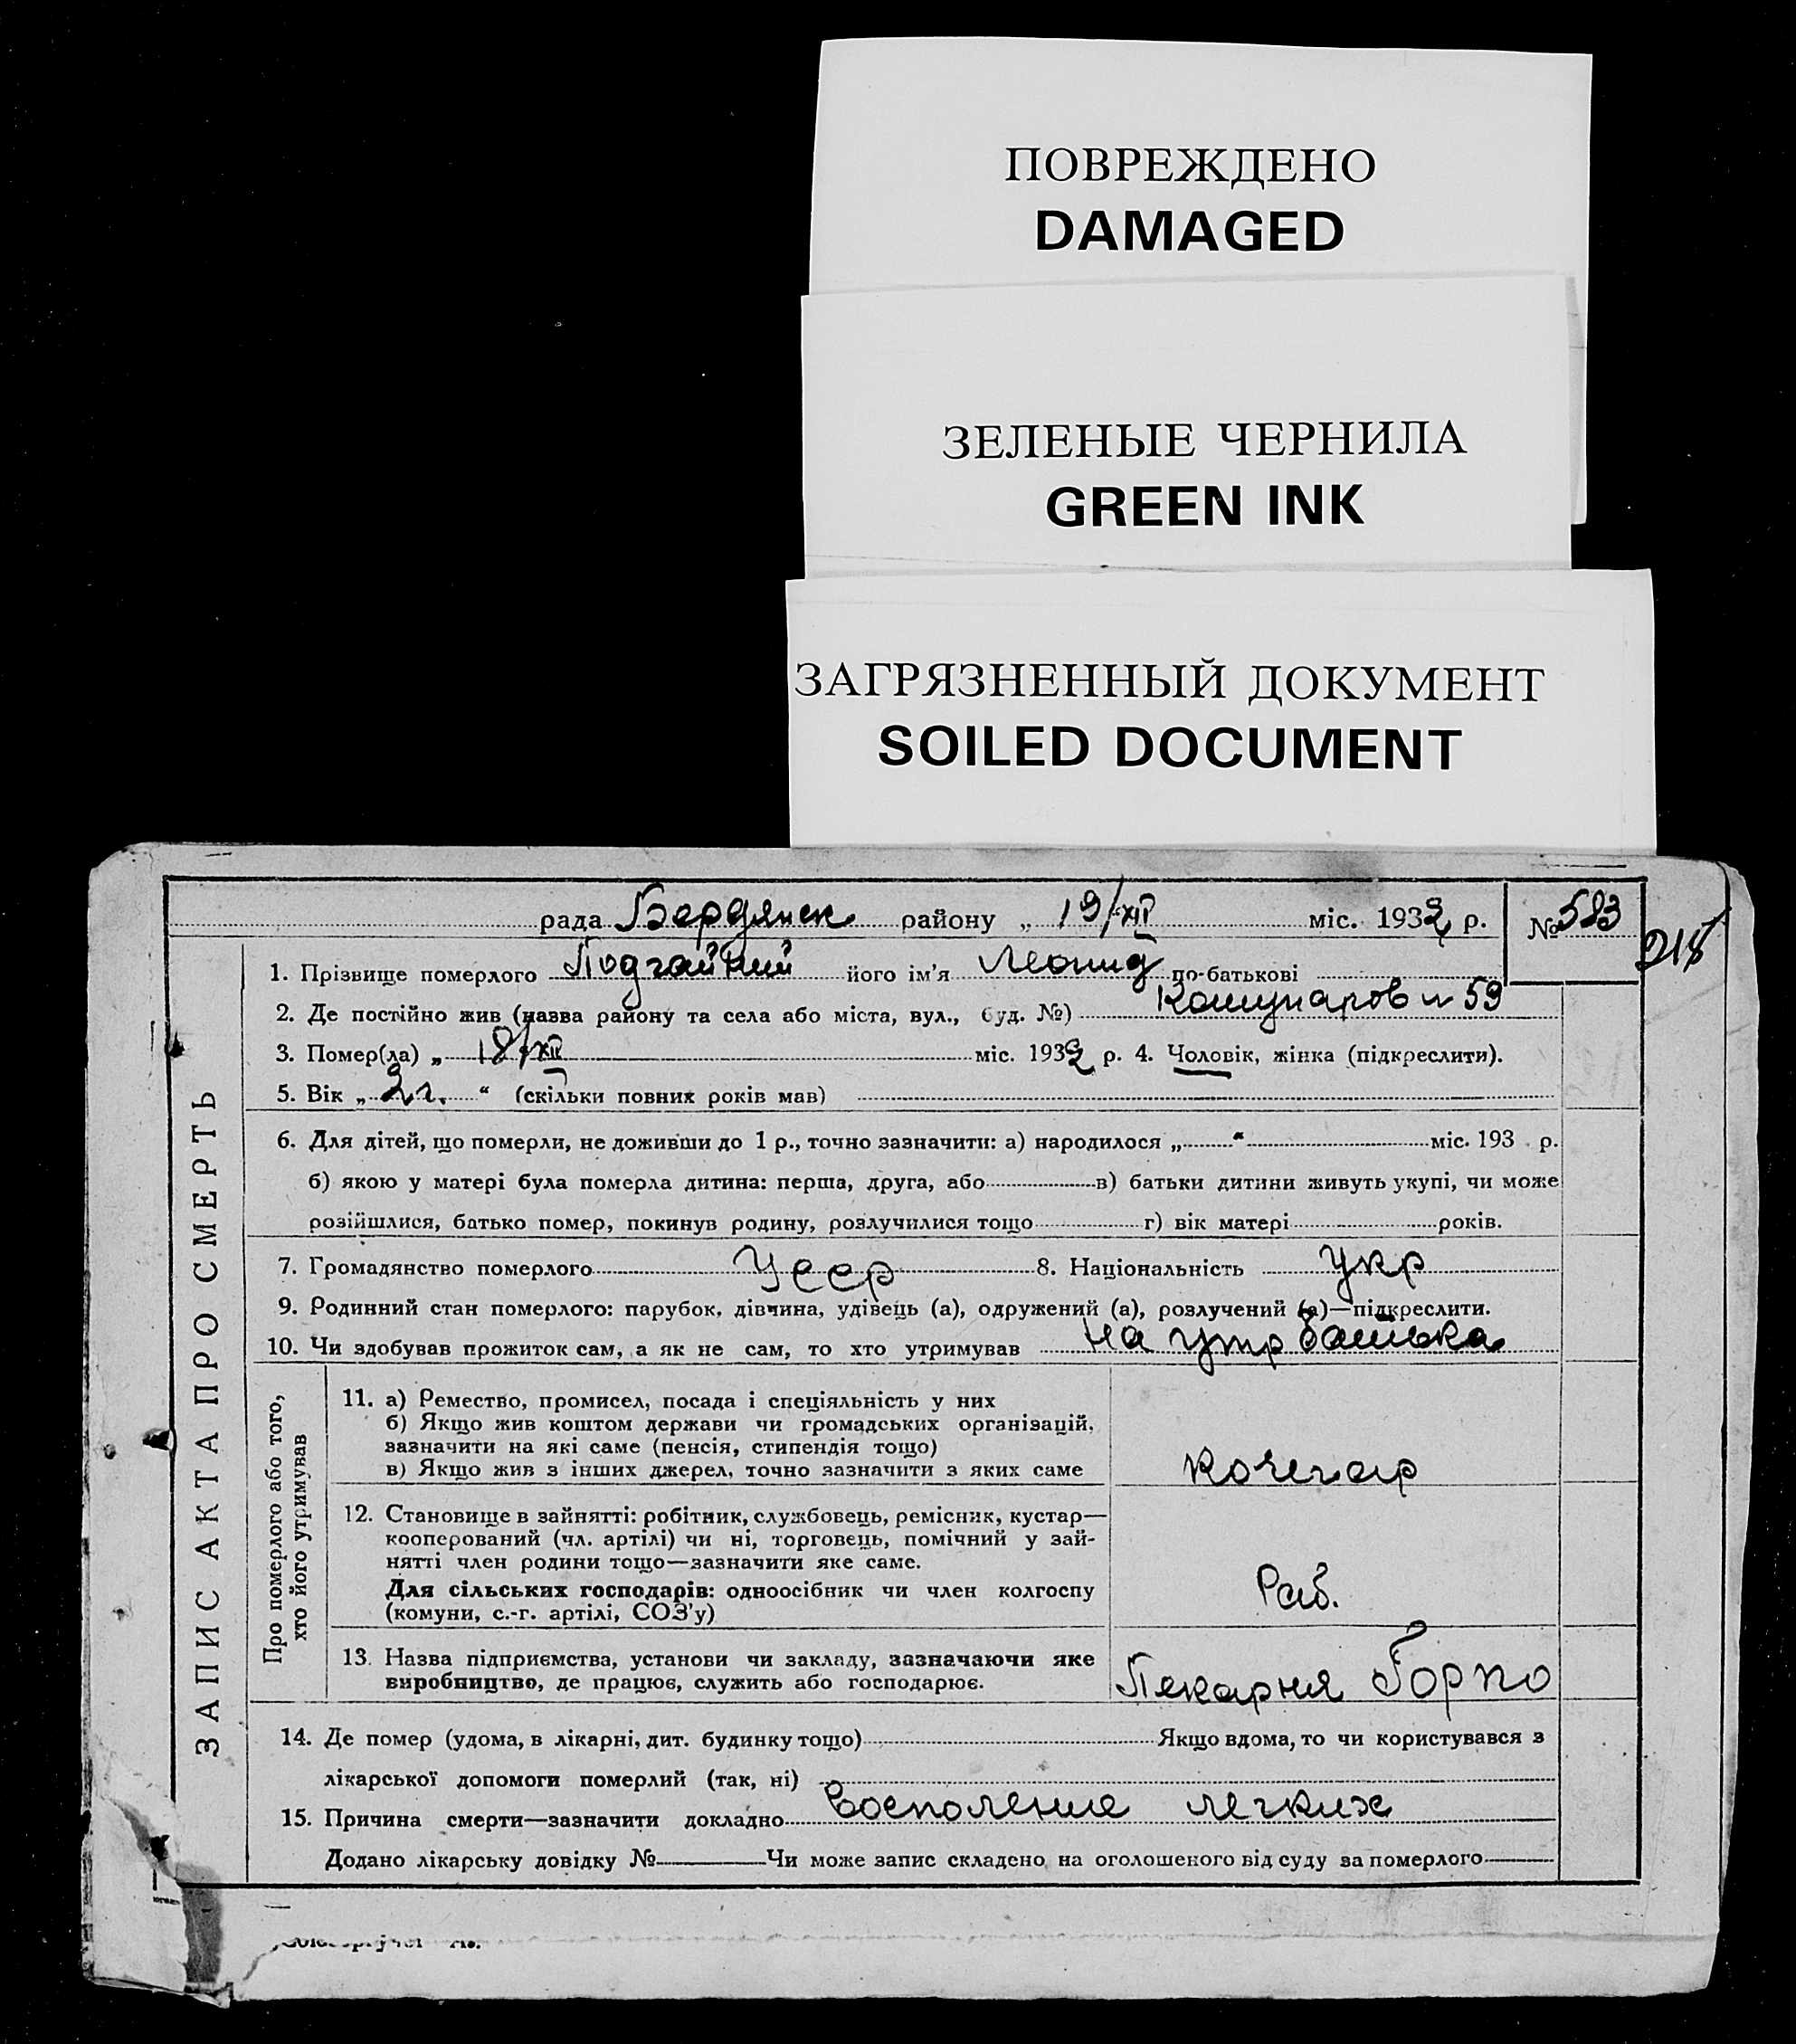 ПОВРЕЖДЕНО
DAMAGED
ЗЕЛЕНЫЕ ЧЕРНИЛА
GREEN INK
ЗАГРЯЗНЕННЫЙ ДОКУМЕНТ
SOILED DOCUMENT
рада Бердянск району „ 19/XII міс. 1932 р. № 583
218
1. Прізвище померлого Подгайний його ім'я Леонид по-батькові
2. Де постійно жив (назва району та села або міста, вул., буд. №) Комунаров 59
3. Помер(ла) „ 18/XII міс. 1932 р. 4. Чоловік, жінка (підкреслити).
5. Вік „ 2 г. “ (скільки повних років мав)
6. Для дітей, що померли, не доживши до 1 р., точно зазначити: а) народилося „ “ міс. 193 р.
б) якою у матері була померла дитина: перша, друга, або в) батьки дитини живуть укупі, чи може
розійшлися, батько помер, покинув родину, розлучилися тощо г) вік матері років.
7. Громадянство померлого УССР 8. Національність Укр
9. Родинний стан померлого: парубок, дівчина, удівець (а), одружений (а), розлучений (а)—підкреслити.
10. Чи здобував прожиток сам, а як не сам, то хто утримував на утр батька
ЗАПИС АКТА ПРО СМЕРТЬ
Про померлого або того,
хто його утримував
11. а) Ремество, промисел, посада і спеціяльність у них
б) Якщо жив коштом держави чи громадських організацій,
зазначити на які саме (пенсія, стипендія тощо)
в) Якщо жив з інших джерел, точно зазначити з яких саме
Кочегар
12. Становище в зайнятті: робітник, службовець, ремісник, кустар—
кооперований (чл. артілі) чи ні, торговець, помічний у зай-
нятті член родини тощо—зазначити яке саме.
Для сільських господарів: одноосібник чи член колгоспу
(комуни, с.-г. артілі, СОЗ'у)
Раб.
13. Назва підприємства, установи чи закладу, зазначаючи яке
виробництво, де працює, служить або господарює.
Пекарня Горпо
14. Де помер (удома, в лікарні, дит. будинку тощо) Якщо вдома, то чи користувався з
лікарської допомоги померлий (так, ні)
15. Причина смерти—зазначити докладно Восполение легких
Додано лікарську довідку № Чи може запис складено на оголошеного від суду за померлого